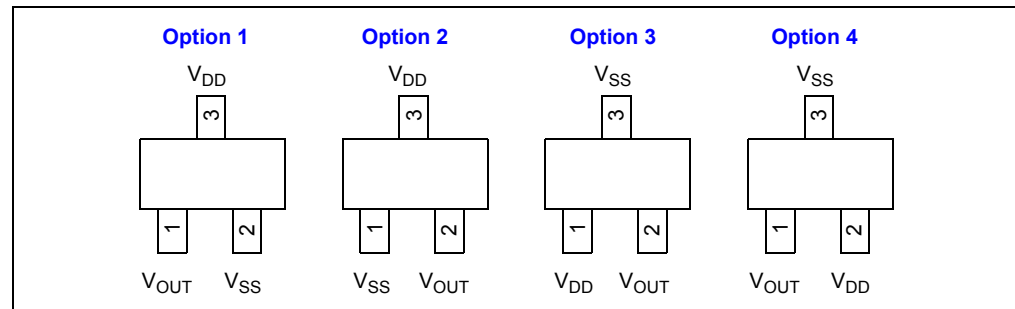 Option 1 Option 2 Option 3 Option 4
VDD VDD VSS VSS
3 3 3 3
1 2 1 2 1 2 1 2
VOUT VSS VSS VOUT VDD VOUT VOUT VDD